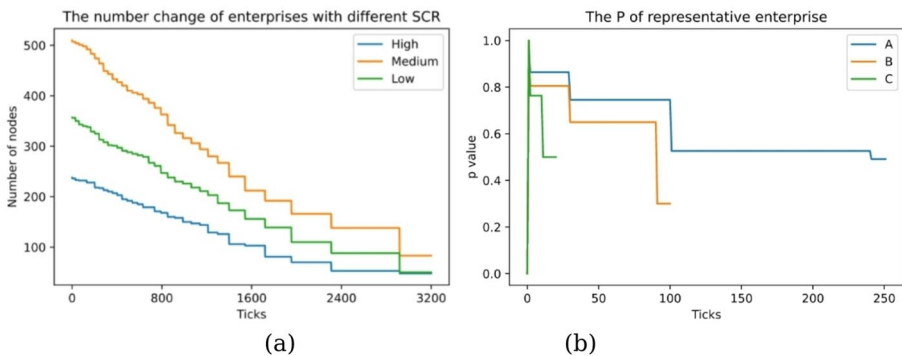 The number change of enterprises with different SCR
500
400
300
200
100
Number of nodes
High
Medium
Low
0
800
1600
2400
3200
Ticks
(a)
The P of representative enterprise
1.0
0.8
0.6
0.4
0.2
0.0
p value
A
B
C
0
50
100
150
200
250
Ticks
(b)